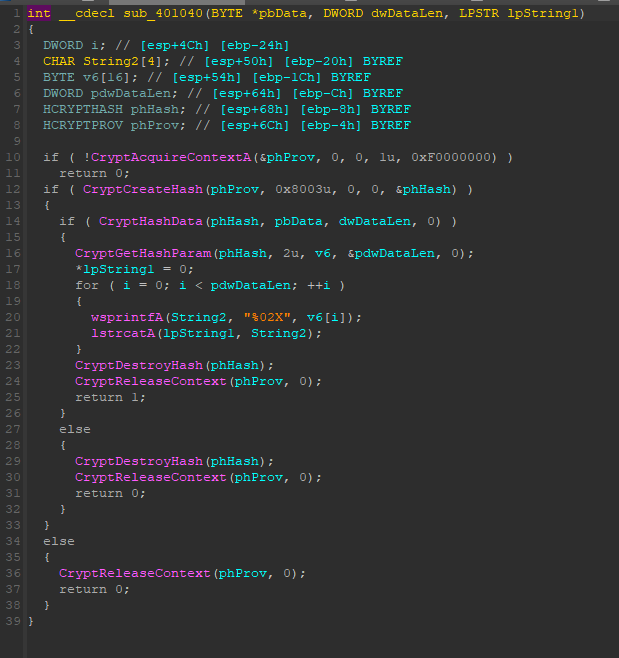 1 int __cdecl sub_401040(BYTE *pbData, DWORD dwDataLen, LPSTR lpString1)
2 {
3   DWORD i; // [esp+4Ch] [ebp-24h]
4   CHAR String2[4]; // [esp+50h] [ebp-20h] BYREF
5   BYTE v6[16]; // [esp+54h] [ebp-1Ch] BYREF
6   DWORD pdwDataLen; // [esp+64h] [ebp-Ch] BYREF
7   HCRYPTHASH phHash; // [esp+68h] [ebp-8h] BYREF
8   HCRYPTPROV phProv; // [esp+6Ch] [ebp-4h] BYREF
9
10   if ( !CryptAcquireContextA(&phProv, 0, 0, 1u, 0xF0000000) )
11     return 0;
12   if ( CryptCreateHash(phProv, 0x8003u, 0, 0, &phHash) )
13   {
14     if ( CryptHashData(phHash, pbData, dwDataLen, 0) )
15     {
16       CryptGetHashParam(phHash, 2u, v6, &pdwDataLen, 0);
17       *lpString1 = 0;
18       for ( i = 0; i < pdwDataLen; ++i )
19       {
20         wsprintfA(String2, "%02X", v6[i]);
21         lstrcatA(lpString1, String2);
22       }
23       CryptDestroyHash(phHash);
24       CryptReleaseContext(phProv, 0);
25       return 1;
26     }
27     else
28     {
29       CryptDestroyHash(phHash);
30       CryptReleaseContext(phProv, 0);
31       return 0;
32     }
33   }
34   else
35   {
36     CryptReleaseContext(phProv, 0);
37     return 0;
38   }
39 }